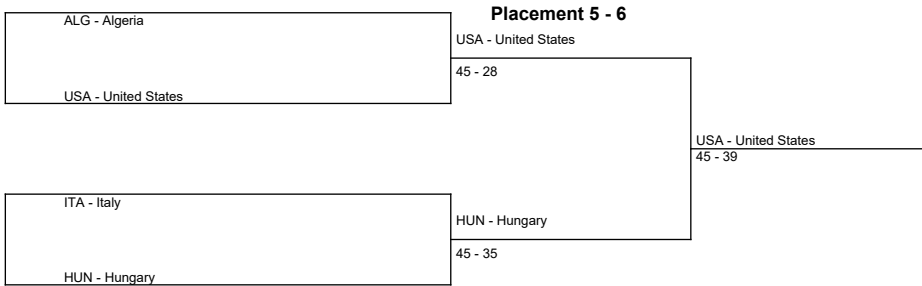 Placement 5 - 6
ALG - Algeria
USA - United States
USA - United States
45 - 28
USA - United States
45 - 39
ITA - Italy
HUN - Hungary
HUN - Hungary
45 - 35